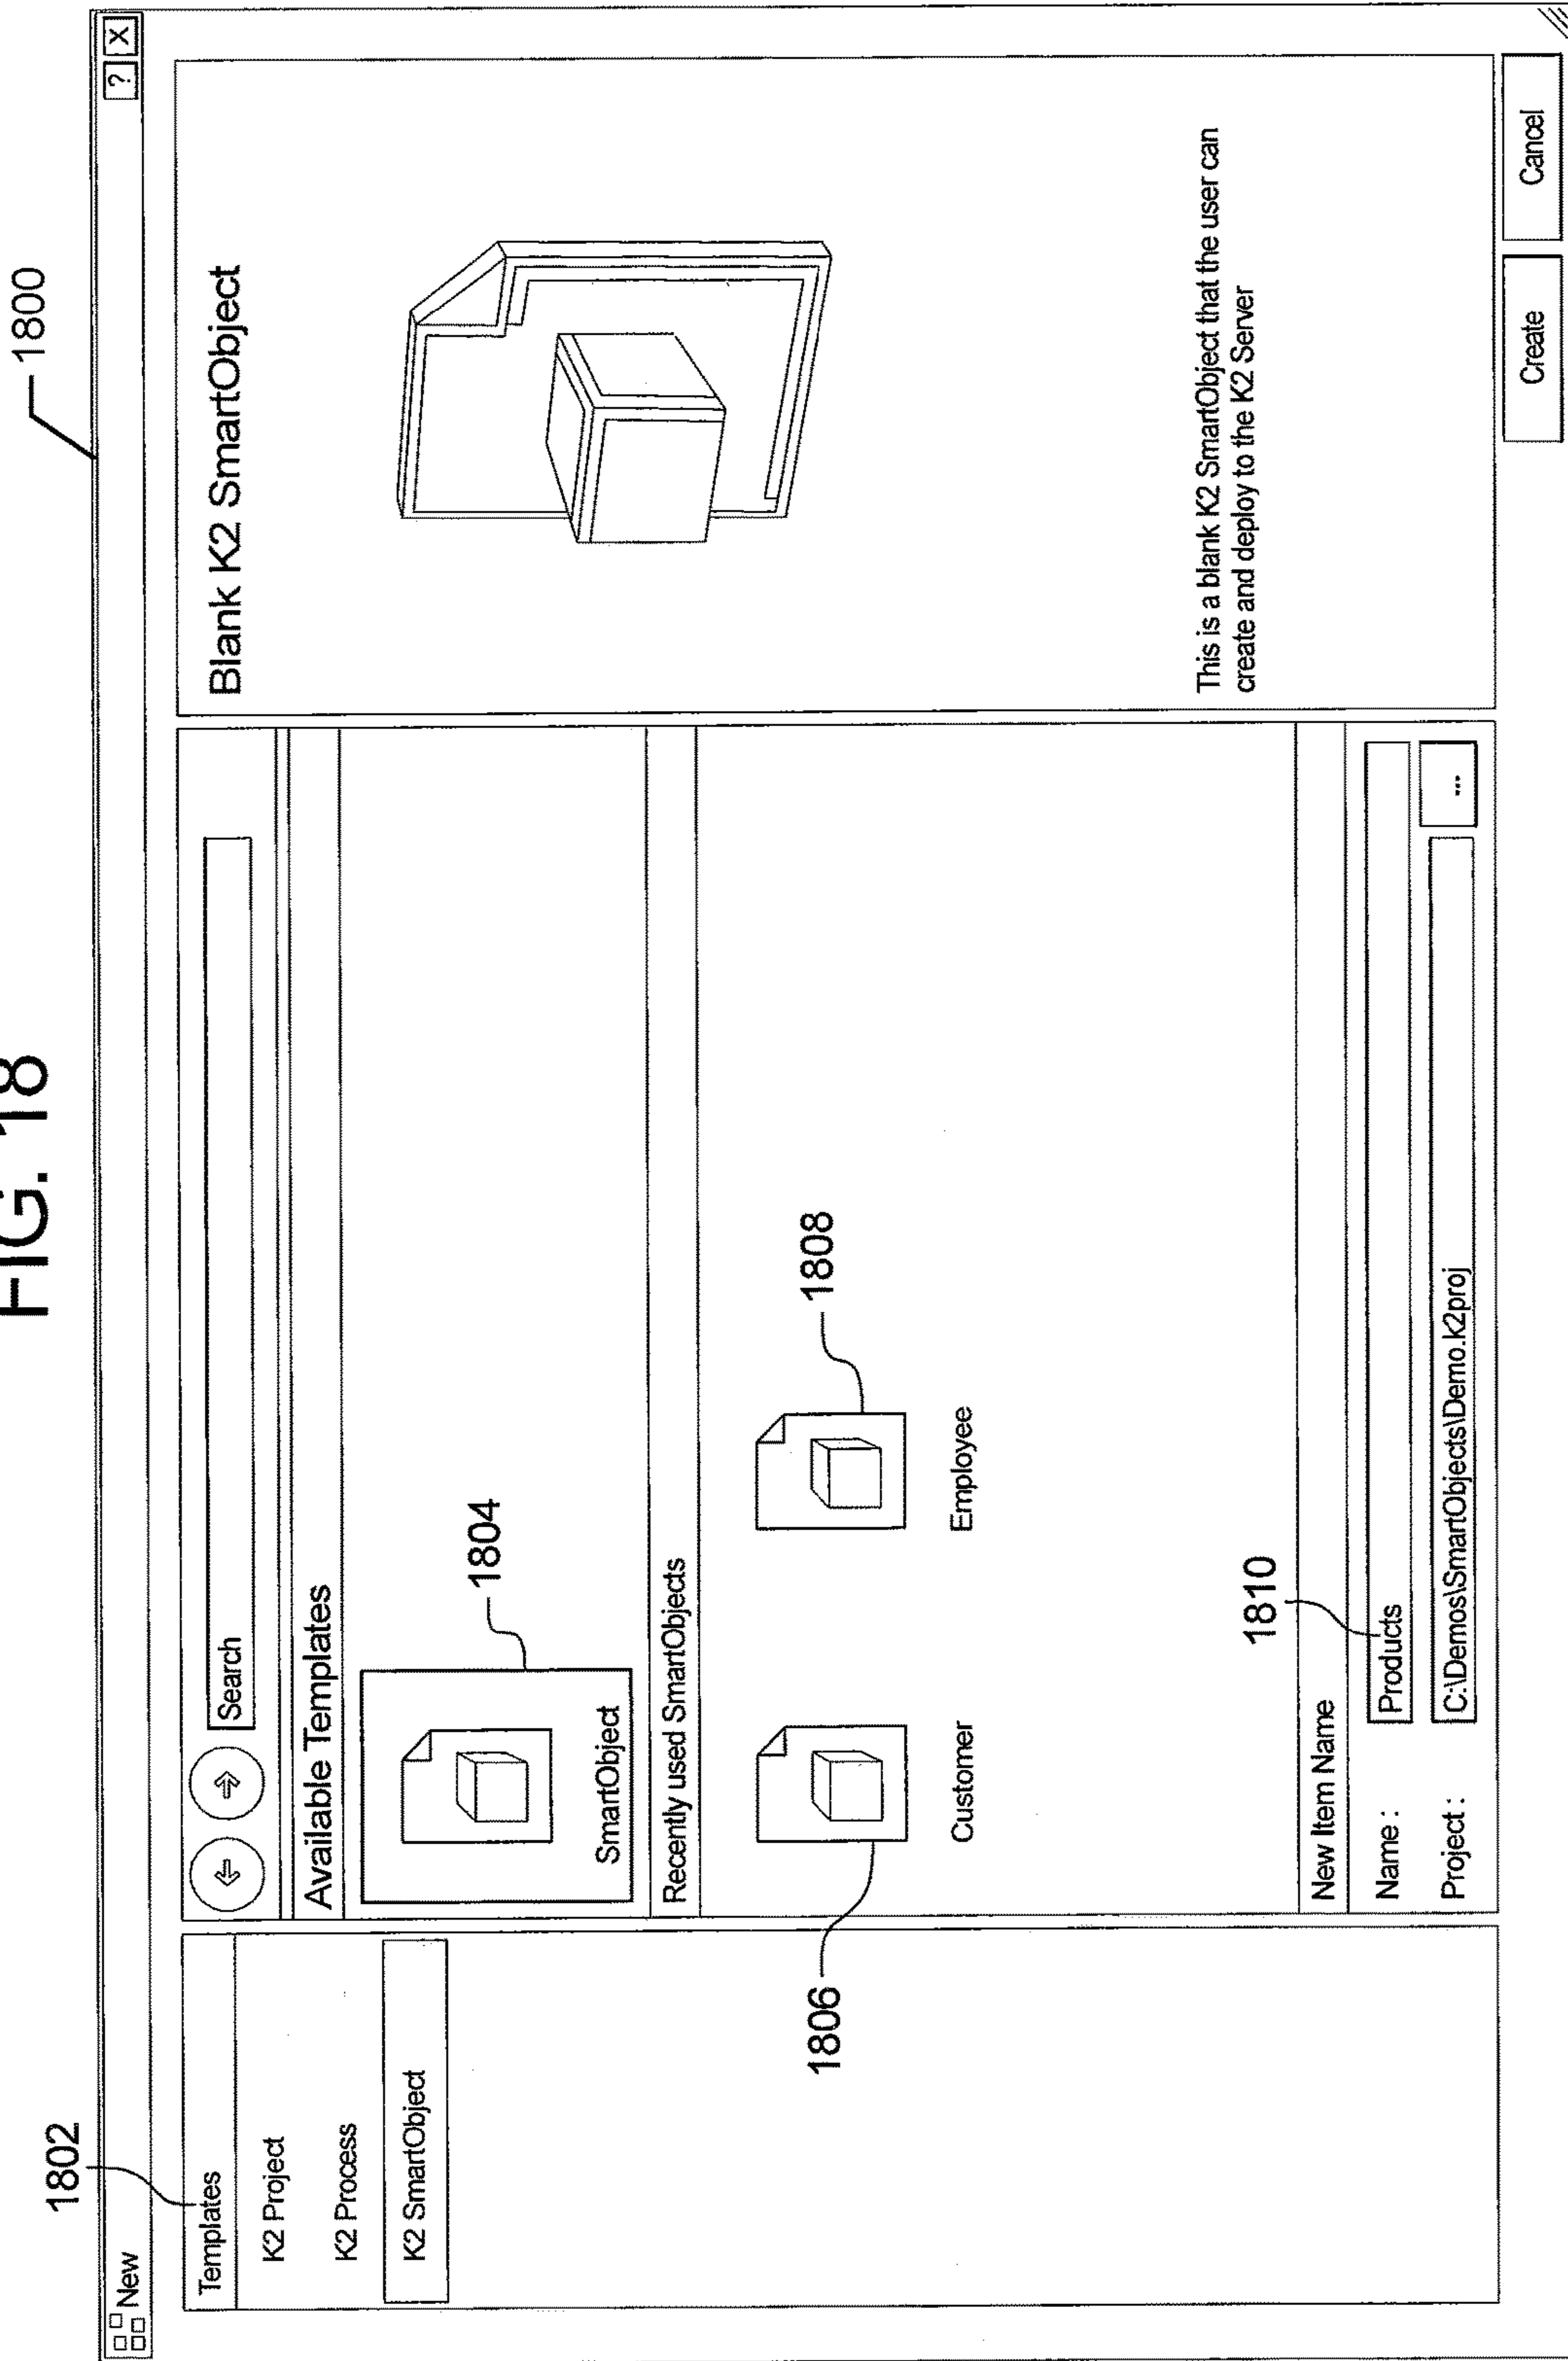 FIG. 18
1800
1802
New
? X
Templates
K2 Project
K2 Process
K2 SmartObject
Search
Available Templates
SmartObject
1804
Recently used SmartObjects
Customer
1806
Employee
1808
New Item Name
1810
Name : Products
Project : C:\Demos\SmartObjects\Demo.k2proj ...
Blank K2 SmartObject
This is a blank K2 SmartObject that the user can
create and deploy to the K2 Server
Create Cancel